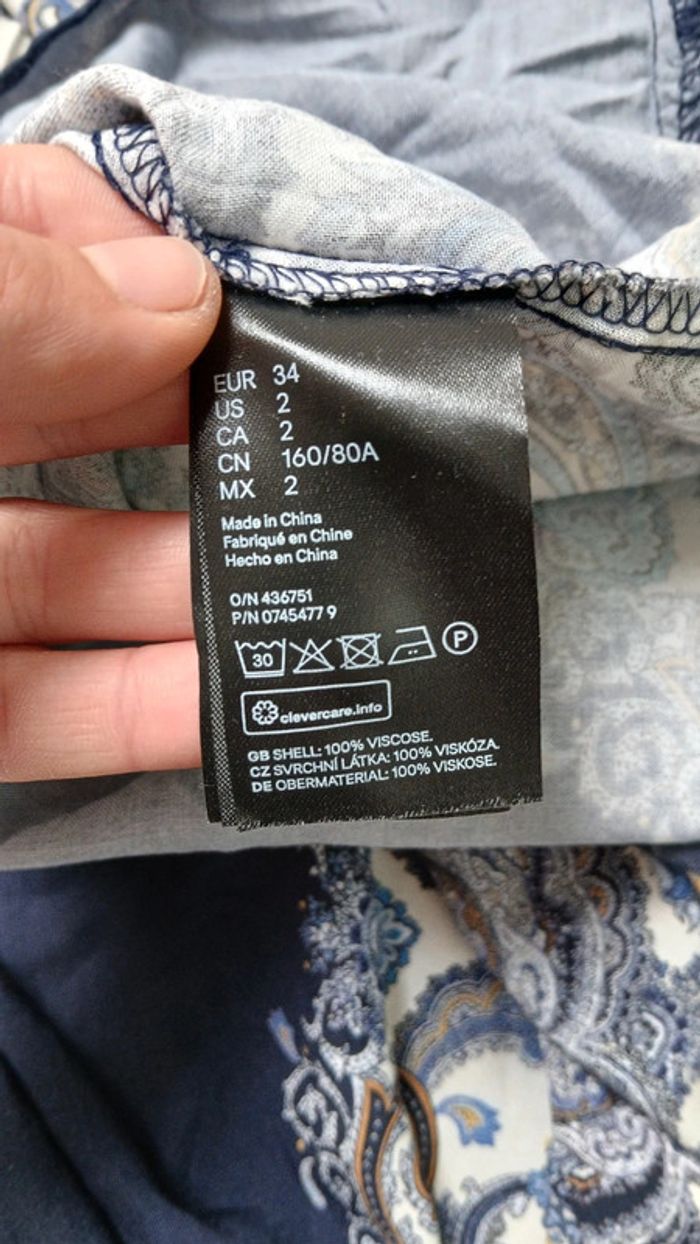 EUR 34
US 2
CA 2
CN 160/80A
MX 2
Made in China
Fabriqué en Chine
Hecho en China
O/N 436751
P/N 0745477 9
30 P
clevercare.info
GB SHELL: 100% VISCOSE.
CZ SVRCHNÍ LÁTKA: 100% VISKÓZA.
DE OBERMATERIAL: 100% VISKOSE.